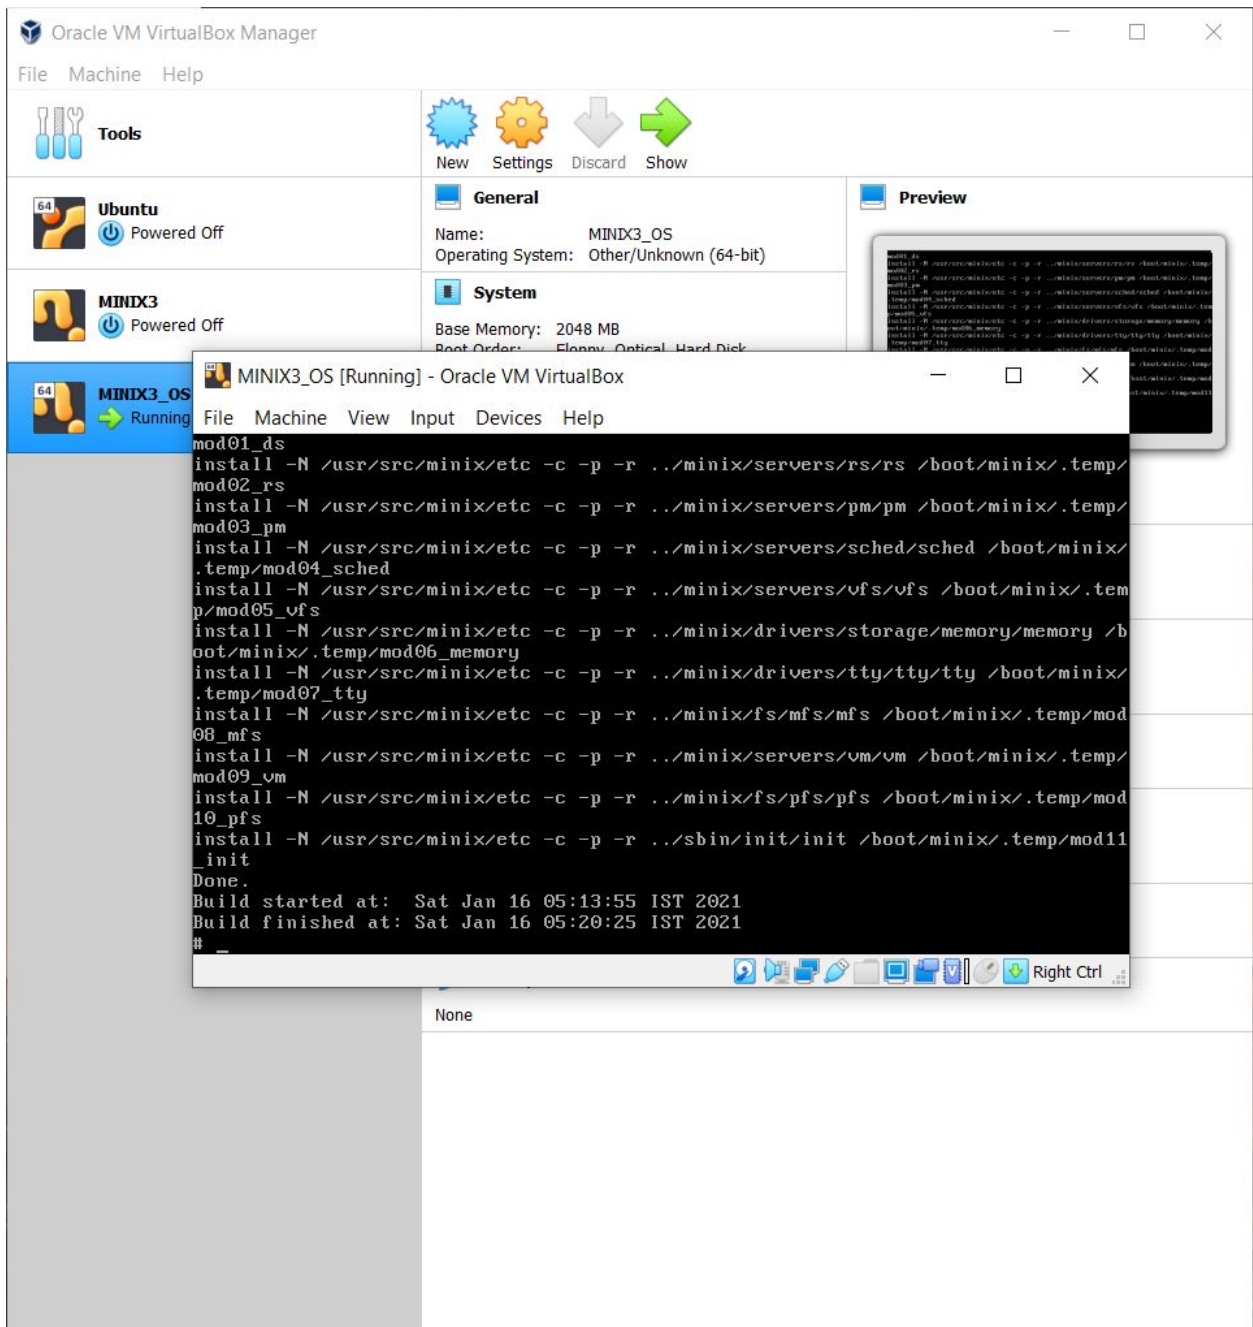 Oracle VM VirtualBox Manager
File Machine Help
Tools
New Settings Discard Show
64
Ubuntu
Powered Off
MINIX3
Powered Off
64
MINIX3_OS
Running
General
Name: MINIX3_OS
Operating System: Other/Unknown (64-bit)
System
Base Memory: 2048 MB
Boot Order: Floppy, Optical, Hard Disk
Preview
MINIX3_OS [Running] - Oracle VM VirtualBox
File Machine View Input Devices Help
mod01_ds
install -N /usr/src/minix/etc -c -p -r ../minix/servers/rs/rs /boot/minix/.temp/
mod02_rs
install -N /usr/src/minix/etc -c -p -r ../minix/servers/pm/pm /boot/minix/.temp/
mod03_pm
install -N /usr/src/minix/etc -c -p -r ../minix/servers/sched/sched /boot/minix/
.temp/mod04_sched
install -N /usr/src/minix/etc -c -p -r ../minix/servers/vfs/vfs /boot/minix/.tem
p/mod05_vfs
install -N /usr/src/minix/etc -c -p -r ../minix/drivers/storage/memory/memory /b
oot/minix/.temp/mod06_memory
install -N /usr/src/minix/etc -c -p -r ../minix/drivers/tty/tty/tty /boot/minix/
.temp/mod07_tty
install -N /usr/src/minix/etc -c -p -r ../minix/fs/mfs/mfs /boot/minix/.temp/mod
08_mfs
install -N /usr/src/minix/etc -c -p -r ../minix/servers/vm/vm /boot/minix/.temp/
mod09_vm
install -N /usr/src/minix/etc -c -p -r ../minix/fs/pfs/pfs /boot/minix/.temp/mod
10_pfs
install -N /usr/src/minix/etc -c -p -r ../sbin/init/init /boot/minix/.temp/mod11
_init
Done.
Build started at:  Sat Jan 16 05:13:55 IST 2021
Build finished at: Sat Jan 16 05:20:25 IST 2021
# _
Right Ctrl
None